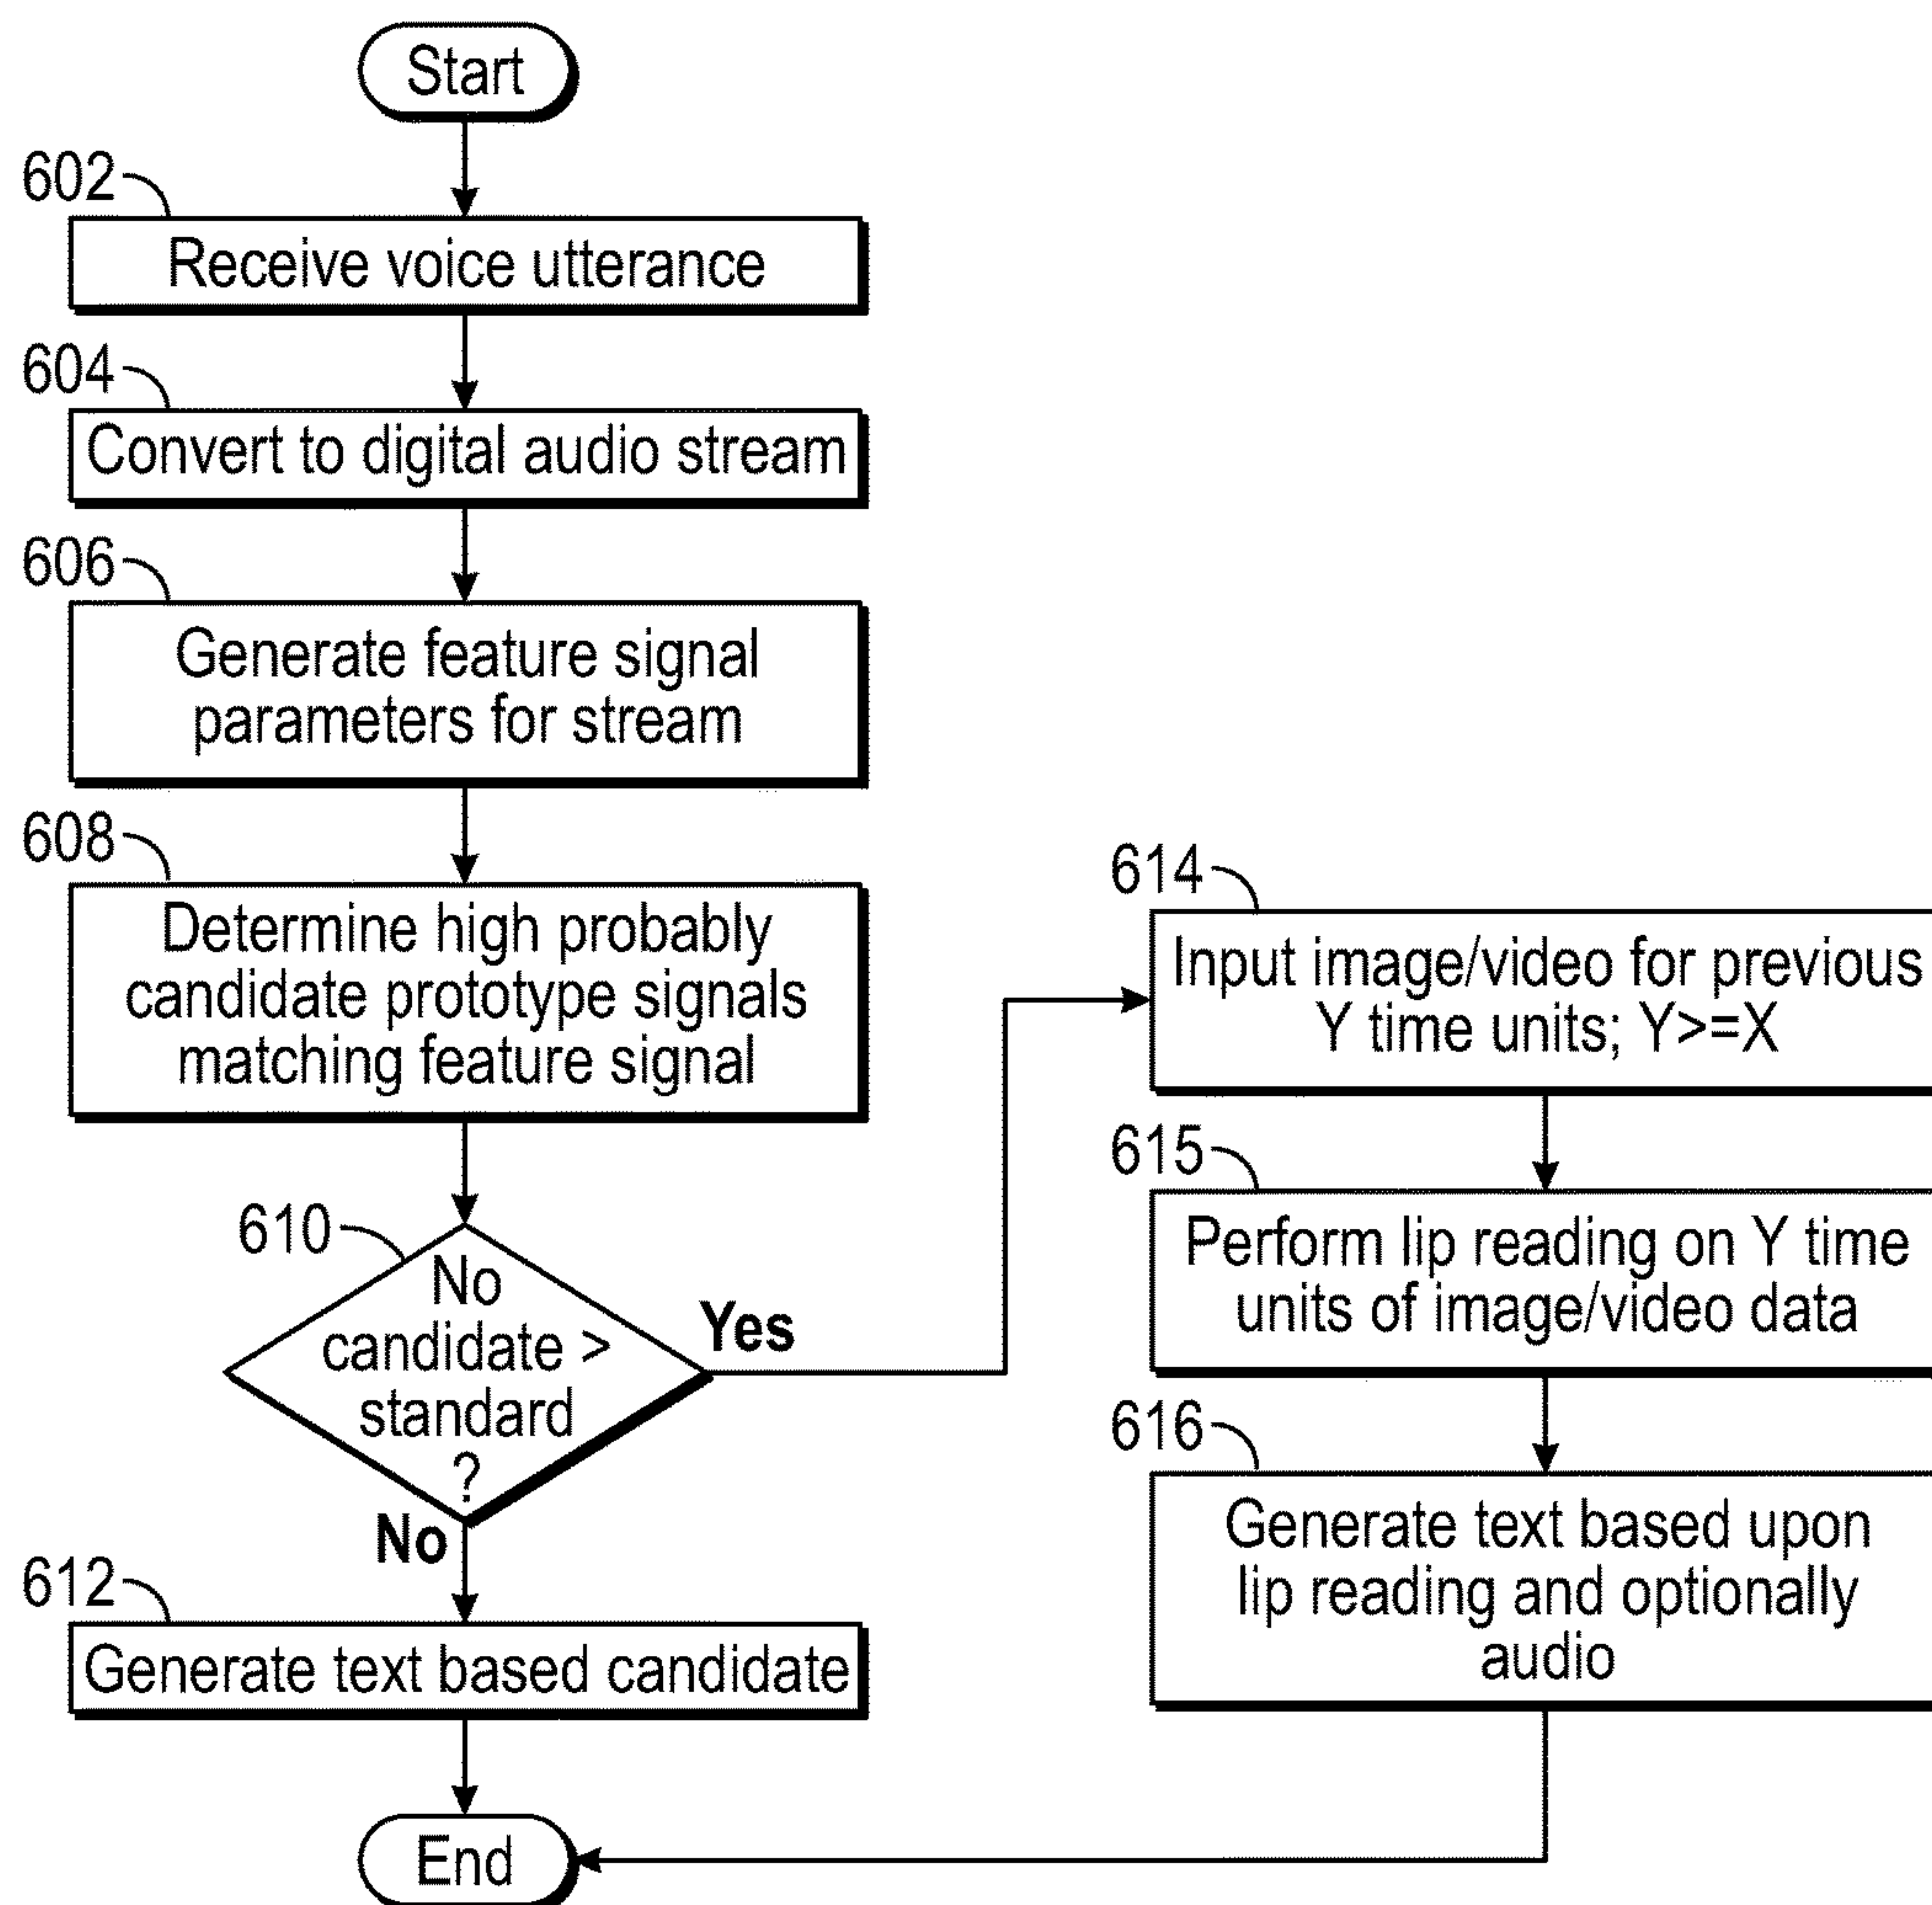 Start
602
Receive voice utterance
604
Convert to digital audio stream
606
Generate feature signal
parameters for stream
608
Determine high probably
candidate prototype signals
matching feature signal
610
No
candidate >
standard
?
Yes
No
612
Generate text based candidate
End
614
Input image/video for previous
Y time units; Y>=X
615
Perform lip reading on Y time
units of image/video data
616
Generate text based upon
lip reading and optionally
audio